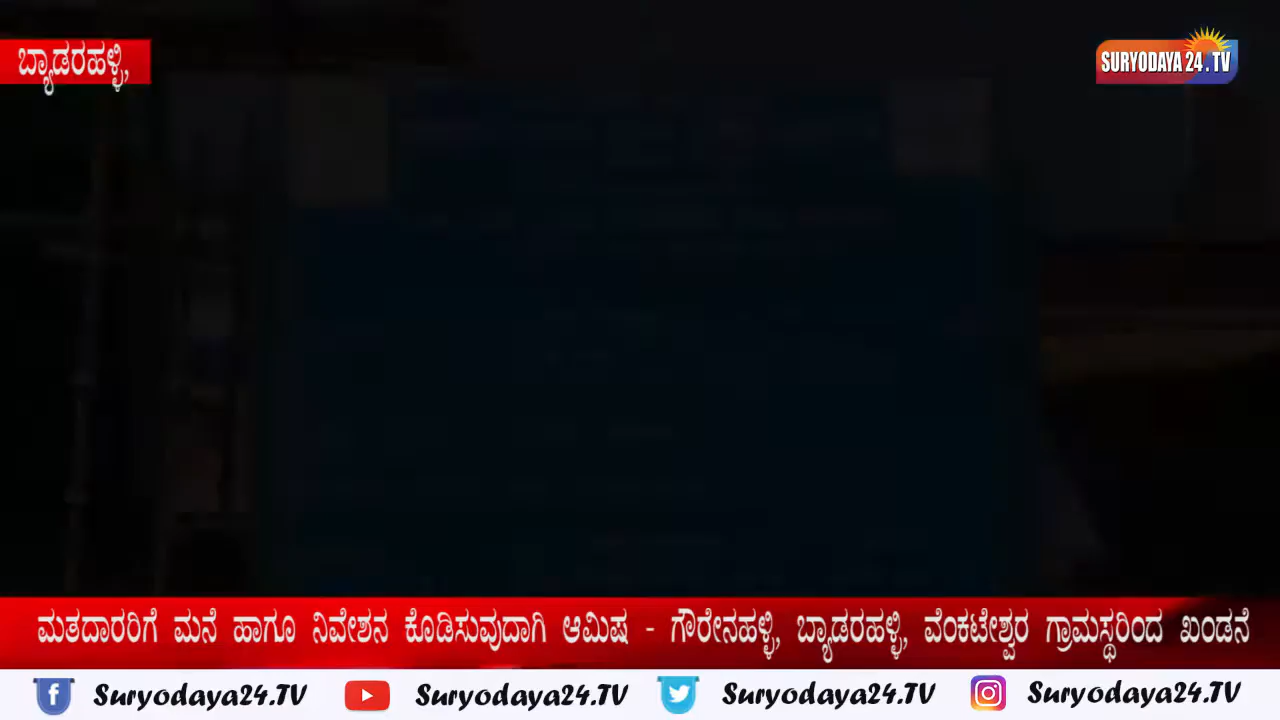 ಬ್ಯಾಡರಹಳ್ಳಿ,
SURYODAYA 24.TV
ಮತದಾರರಿಗೆ ಮನೆ ಹಾಗೂ ನಿವೇಶನ ಕೊಡಿಸುವುದಾಗಿ ಆಮಿಷ - ಗೌರೇನಹಳ್ಳಿ, ಬ್ಯಾಡರಹಳ್ಳಿ, ವೆಂಕಟೇಶ್ವರ ಗ್ರಾಮಸ್ಥರಿಂದ ಖಂಡನೆ
Suryodaya24.TV Suryodaya24.TV Suryodaya24.TV Suryodaya24.TV